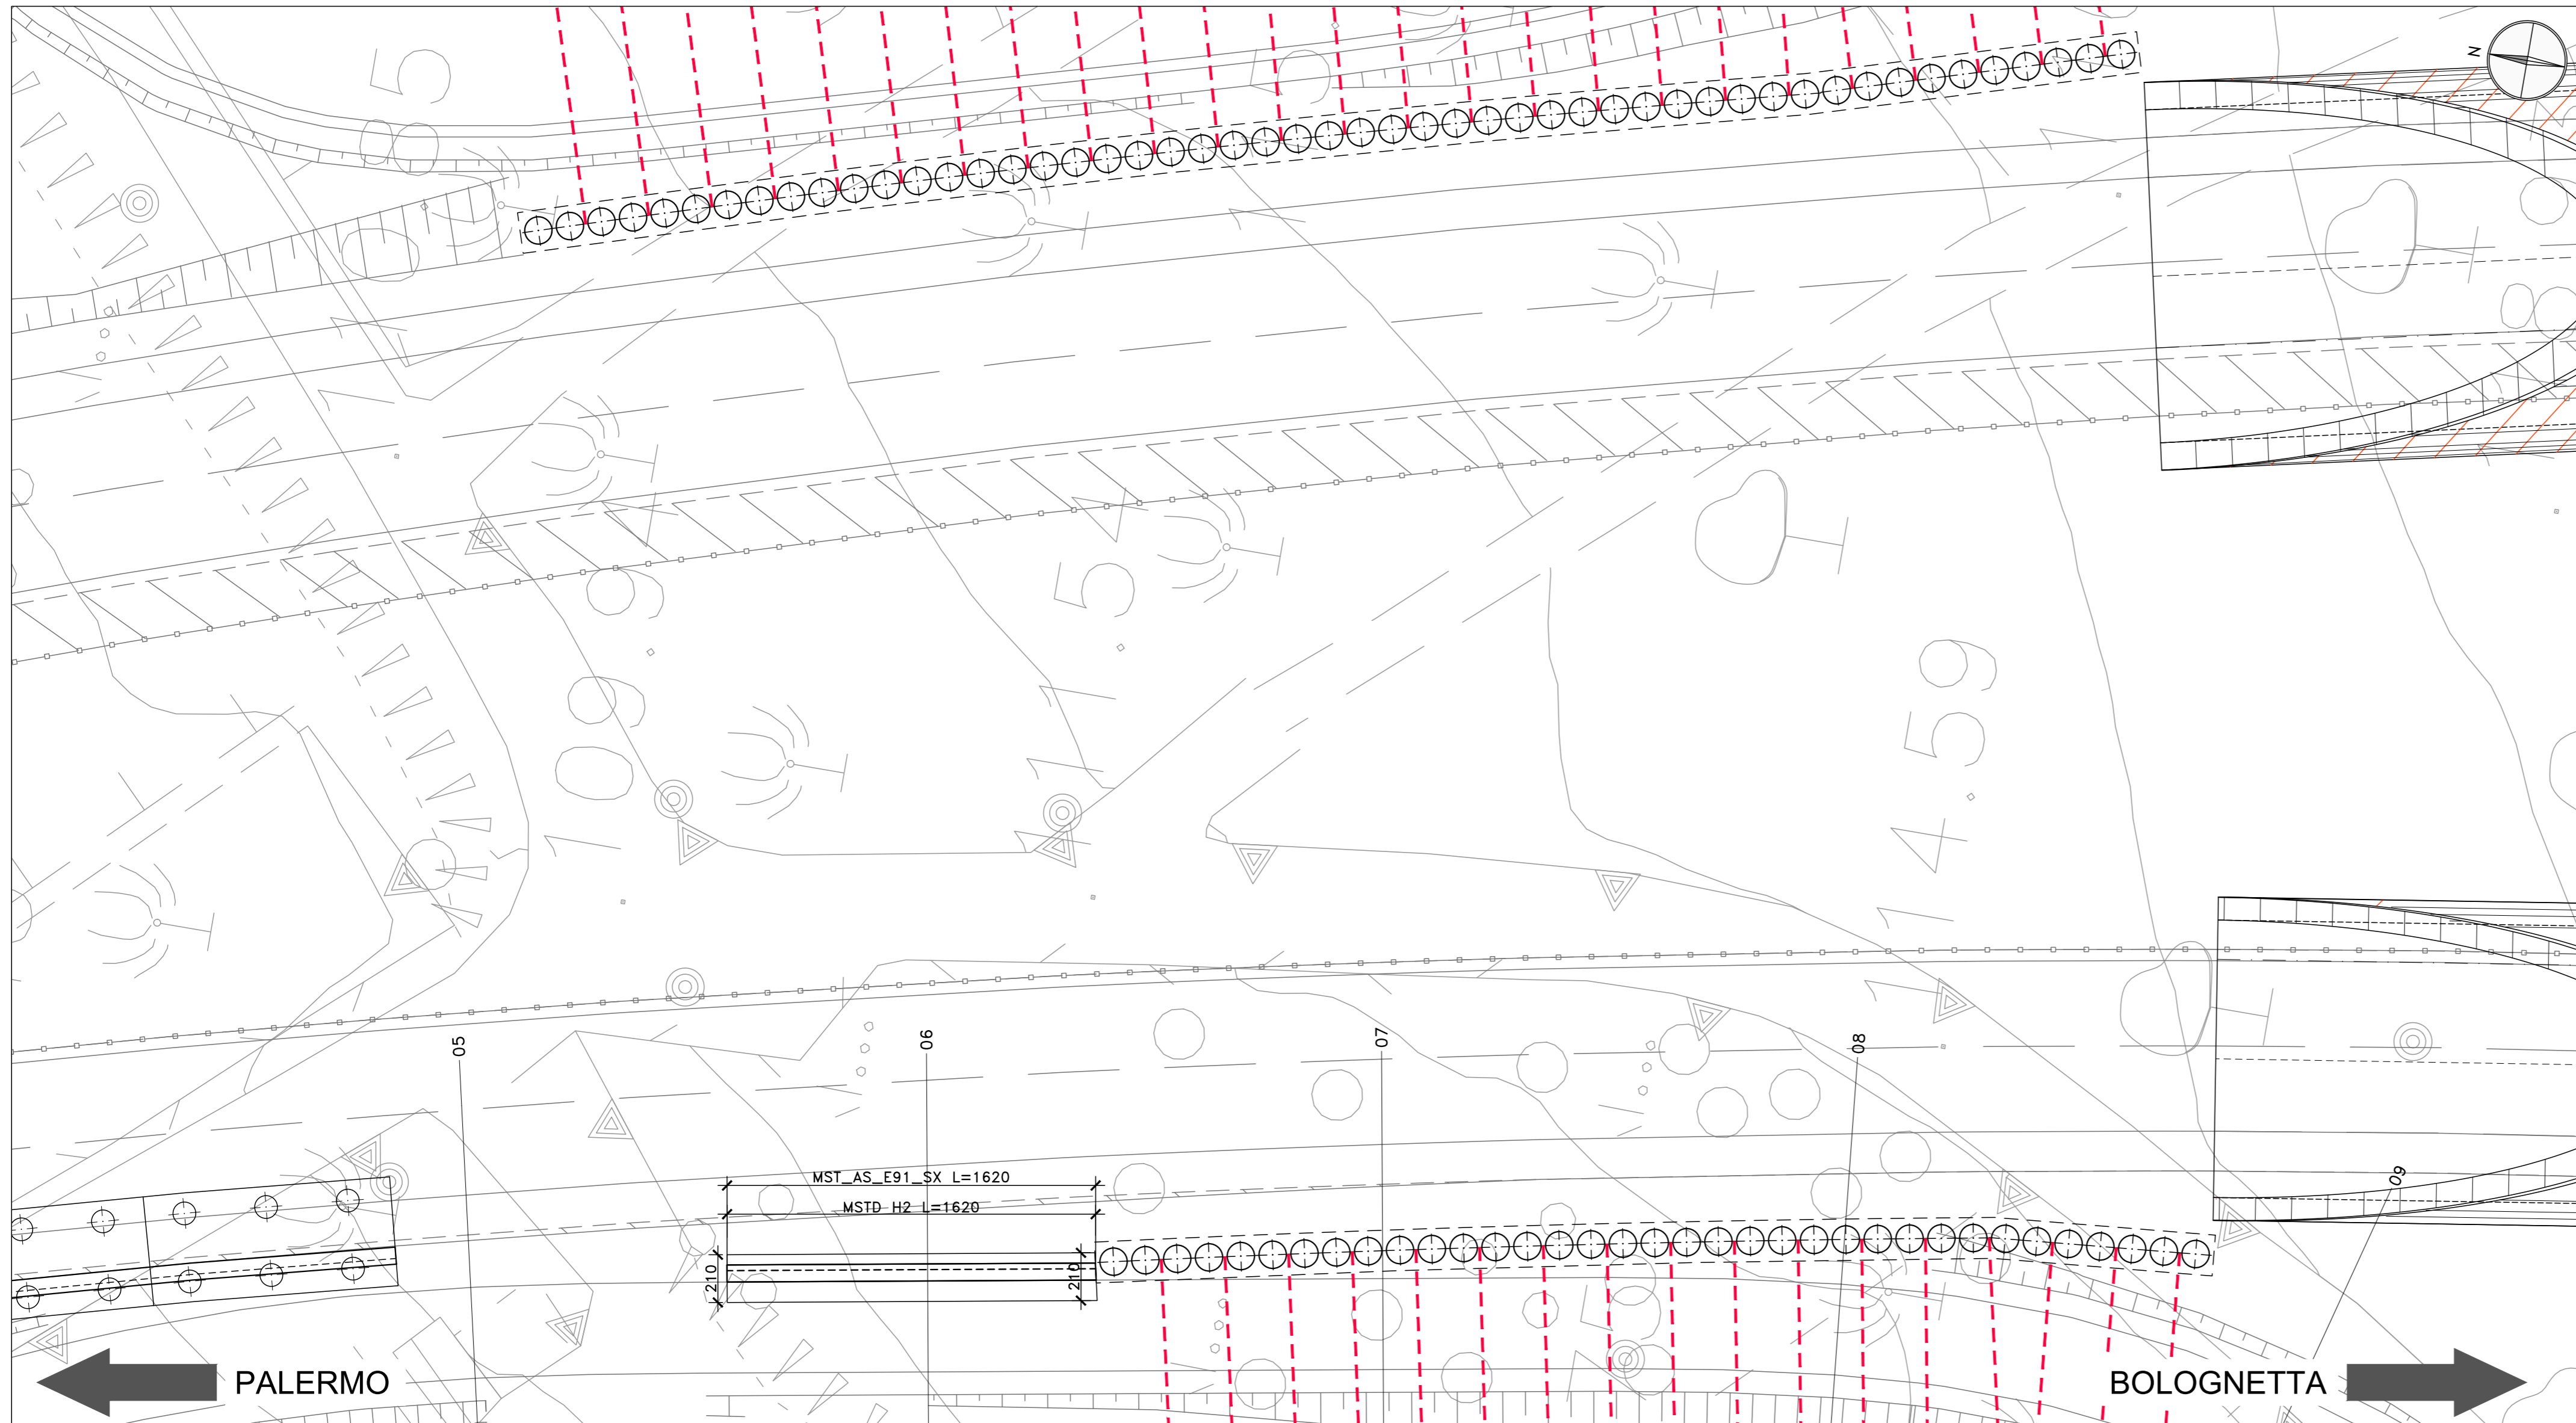 N
05
06
07
08
09
MST_AS_E91_SX L=1620
MSTD H2 L=1620
210
210
PALERMO
BOLOGNETTA